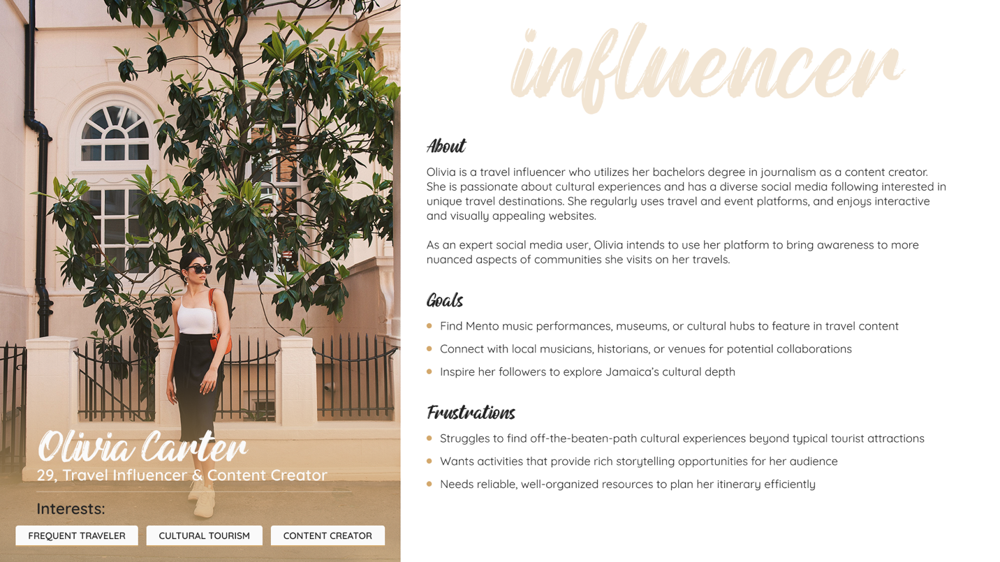 influencer
About
Olivia is a travel influencer who utilizes her bachelors degree in journalism as a content creator.
She is passionate about cultural experiences and has a diverse social media following interested in
unique travel destinations. She regularly uses travel and event platforms, and enjoys interactive
and visually appealing websites.
As an expert social media user, Olivia intends to use her platform to bring awareness to more
nuanced aspects of communities she visits on her travels.
Goals
Find Mento music performances, museums, or cultural hubs to feature in travel content
Connect with local musicians, historians, or venues for potential collaborations
Inspire her followers to explore Jamaica's cultural depth
Frustrations
Struggles to find off-the-beaten-path cultural experiences beyond typical tourist attractions
Wants activities that provide rich storytelling opportunities for her audience
Needs reliable, well-organized resources to plan her itinerary efficiently
Olivia Carter
29, Travel Influencer & Content Creator
Interests:
FREQUENT TRAVELER
CULTURAL TOURISM
CONTENT CREATOR